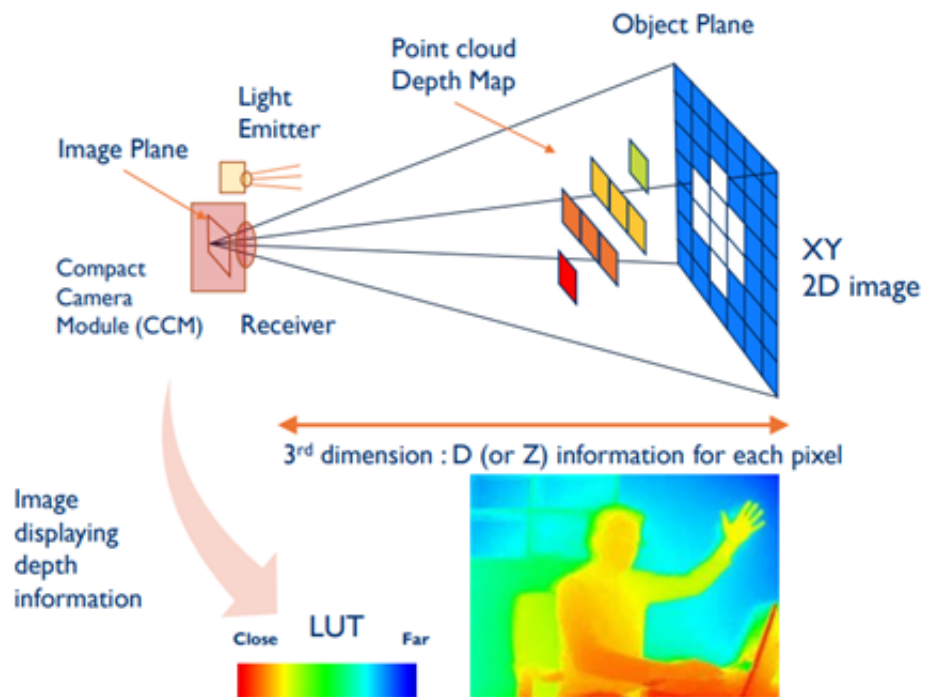 Object Plane
Point cloud
Depth Map
Light
Emitter
Image Plane
XY
2D image
Compact
Camera
Module (CCM)
Receiver
3rd dimension : D (or Z) information for each pixel
Image
displaying
depth
information
Close LUT Far